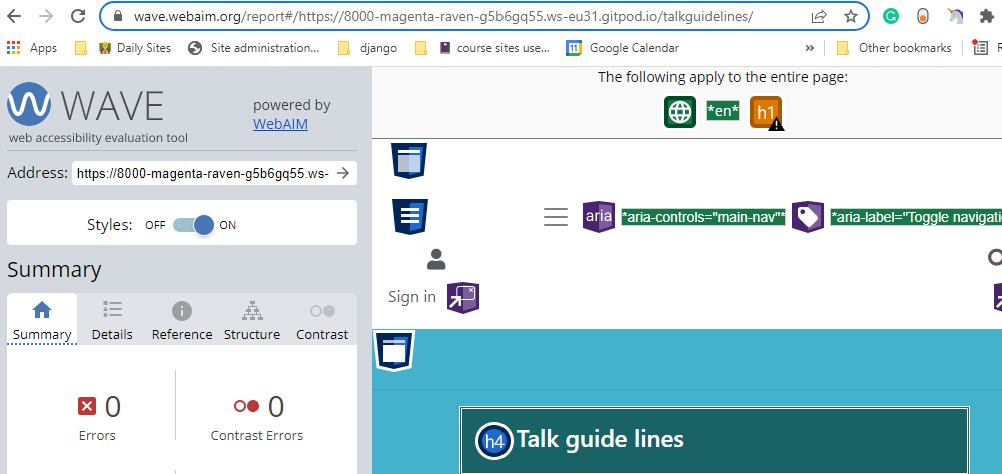 wave.webaim.org/report#/https://8000-magenta-raven-g5b6gq55.ws-eu31.gitpod.io/talkguidelines/
Apps Daily Sites Site administration... django course sites use... 11 Google Calendar » Other bookmarks R
WAVE
web accessibility evaluation tool
powered by
WebAIM
Address: https://8000-magenta-raven-g5b6gq55.ws-
Styles: OFF ON
Summary
Summary Details Reference Structure Contrast
0 0
Errors Contrast Errors
The following apply to the entire page:
*en* h1
aria *aria-controls="main-nav"* *aria-label="Toggle navigati
Sign in
h4 Talk guide lines